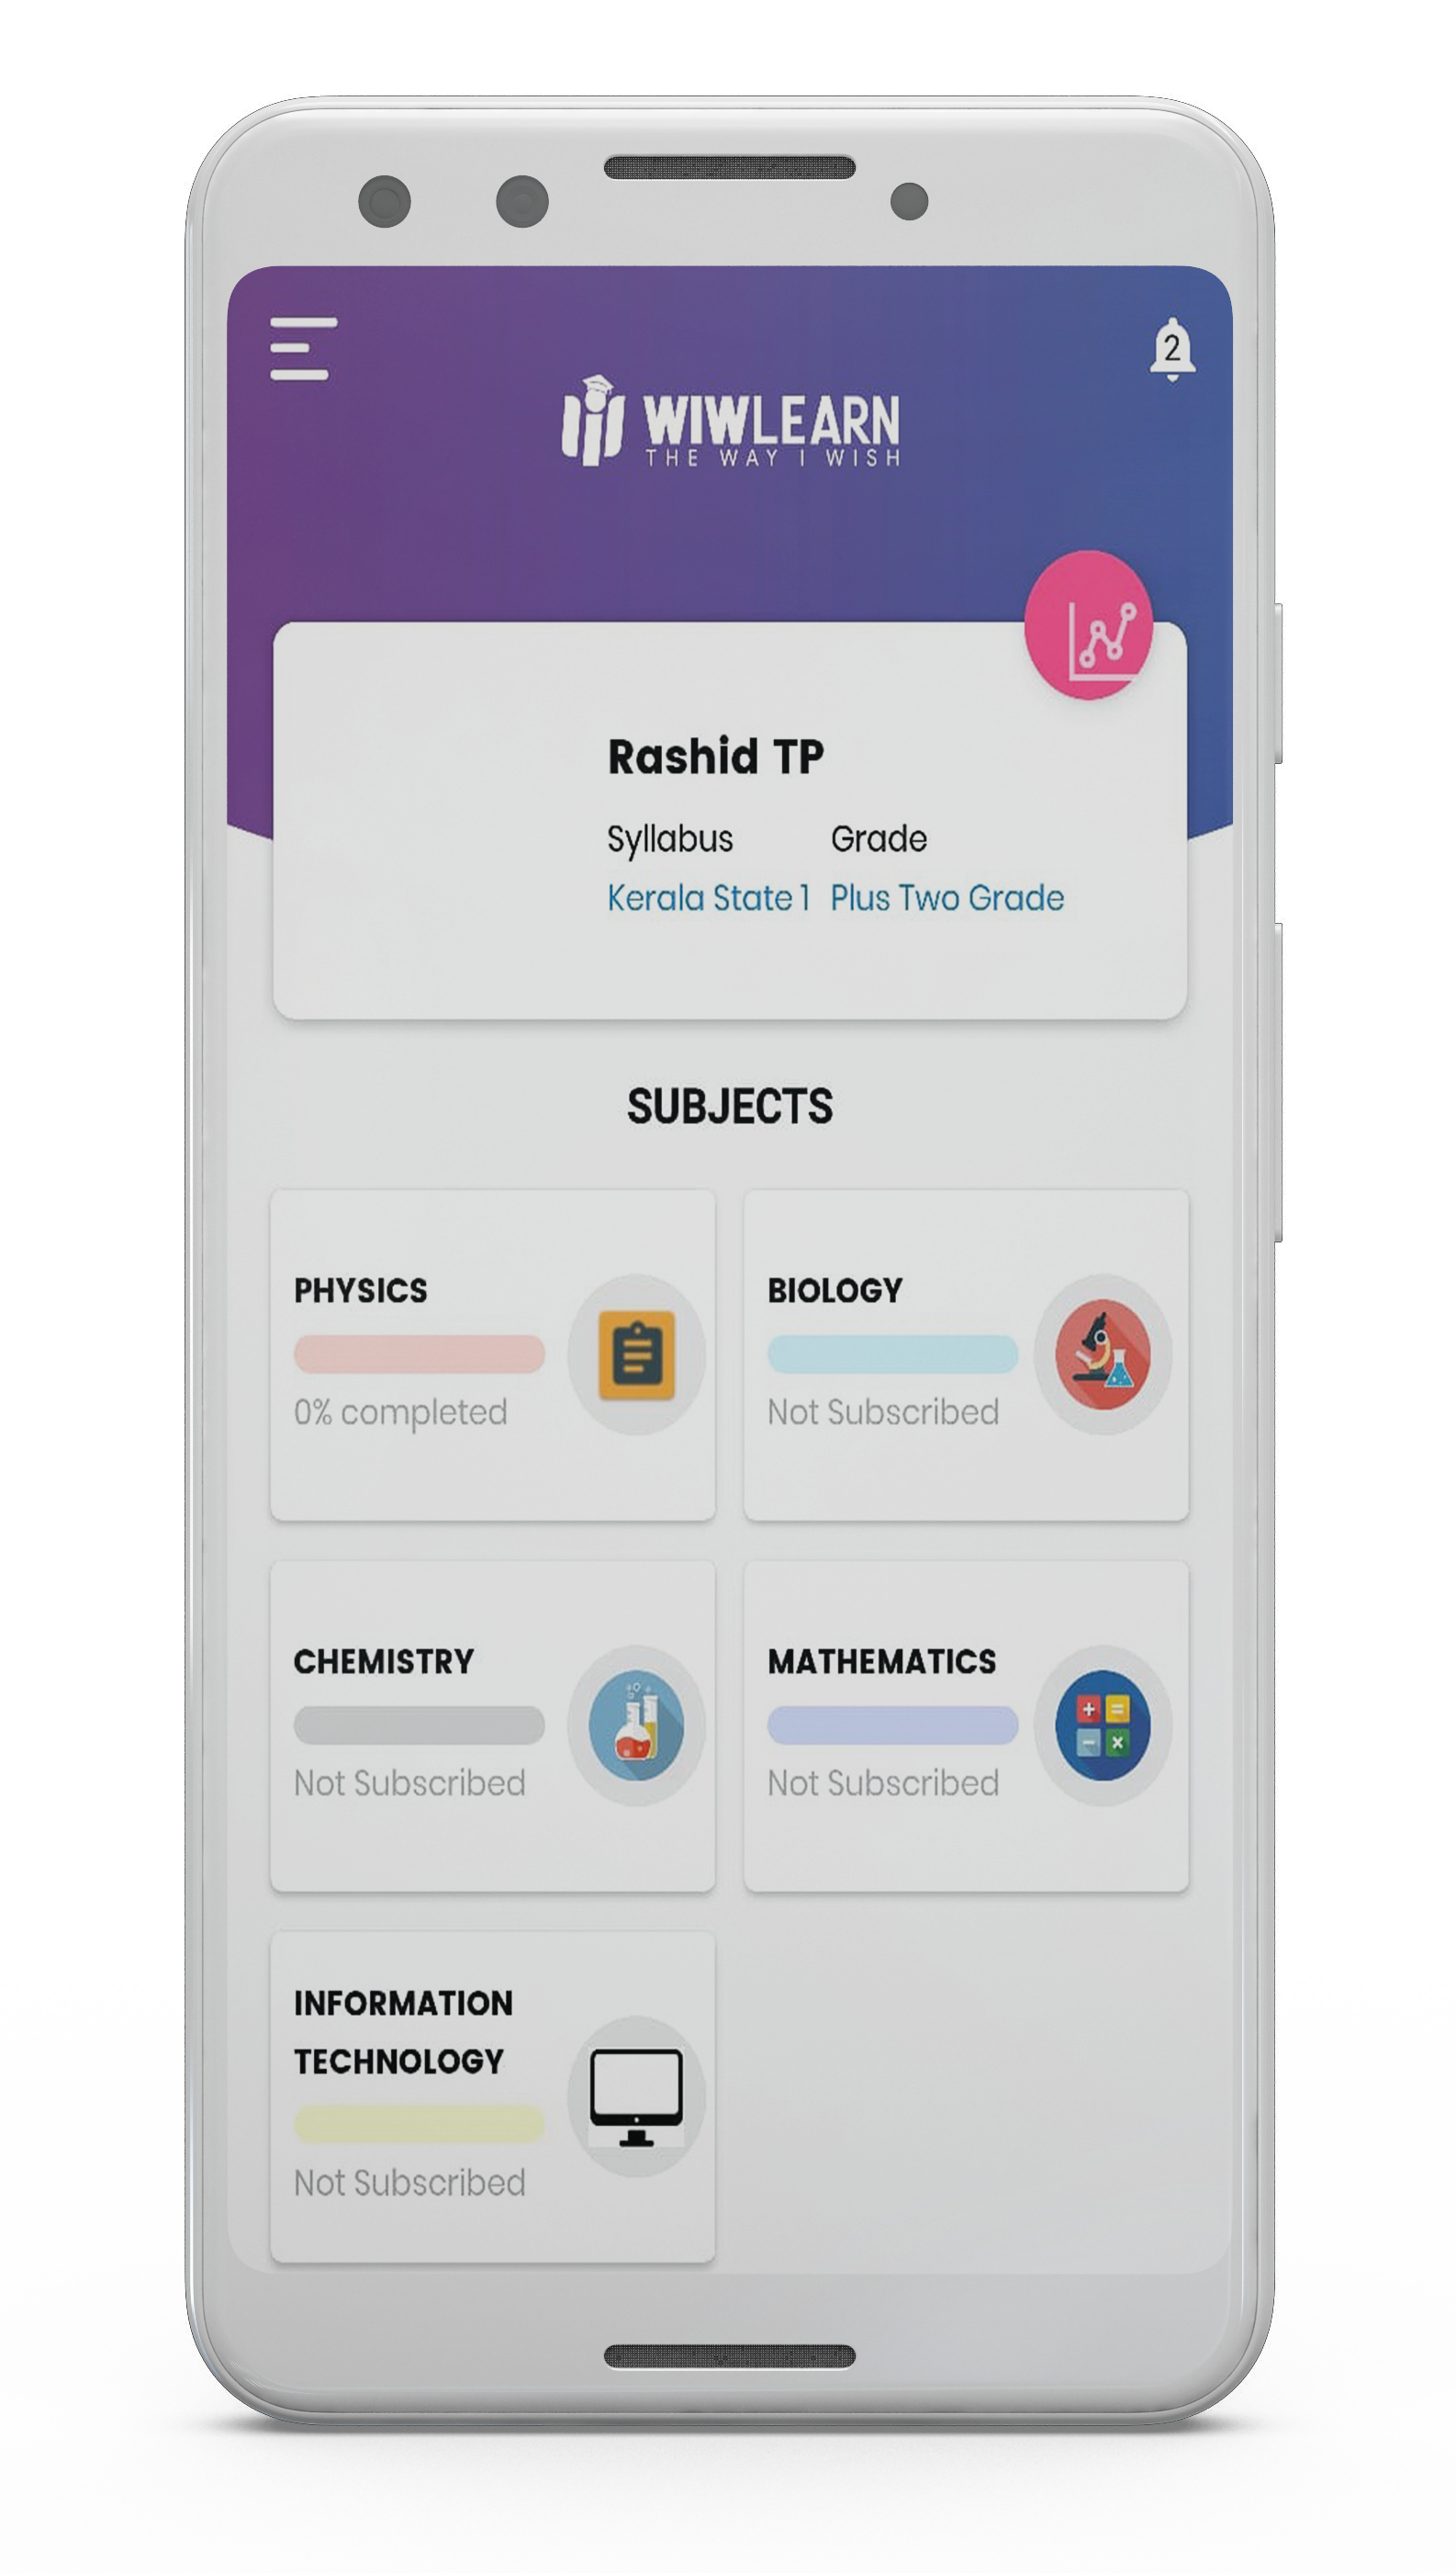 2
WIWLEARN
THE WAY I WISH
Rashid TP
Syllabus Grade
Kerala State 1 Plus Two Grade
SUBJECTS
PHYSICS
0% completed
BIOLOGY
Not Subscribed
CHEMISTRY
Not Subscribed
MATHEMATICS
Not Subscribed
INFORMATION
TECHNOLOGY
Not Subscribed